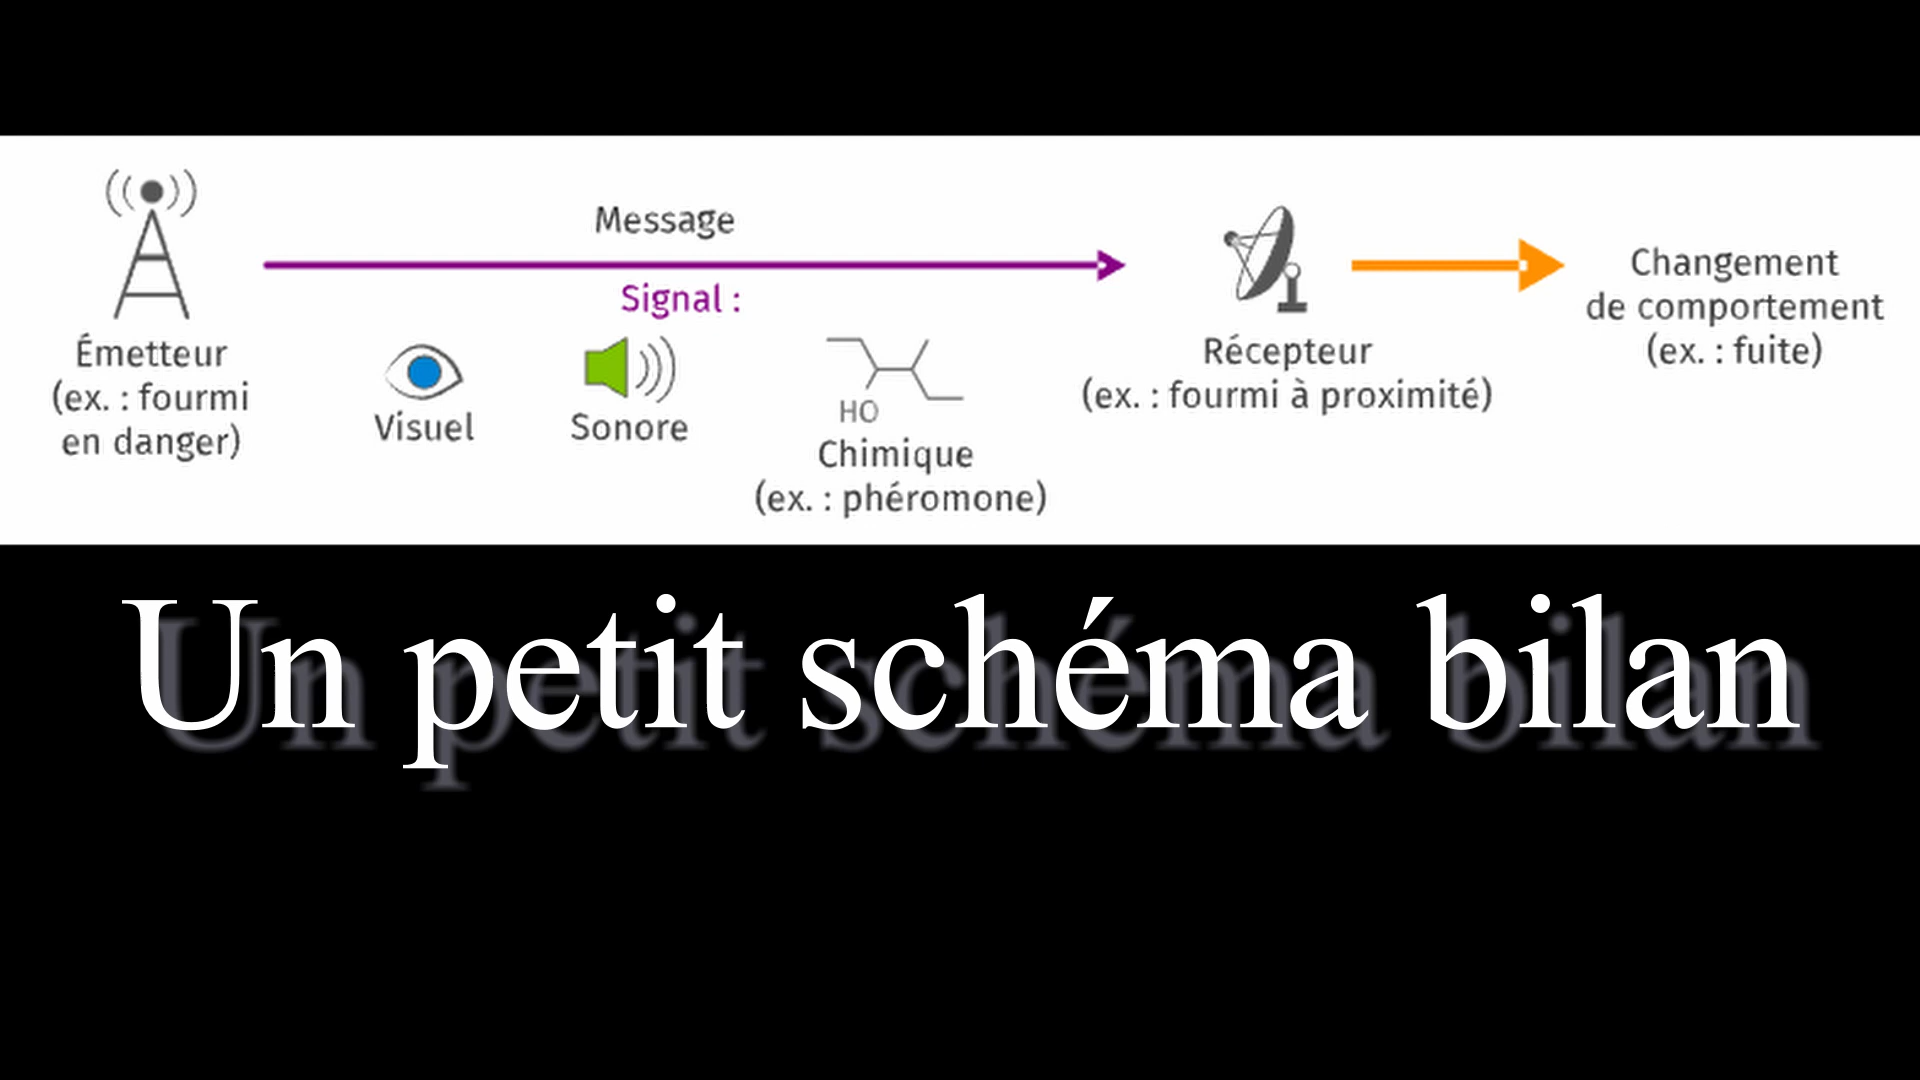 Message
Signal :
Émetteur
(ex. : fourmi
en danger)
Visuel
Sonore
HO
Chimique
(ex. : phéromone)
Récepteur
(ex. : fourmi à proximité)
Changement
de comportement
(ex. : fuite)
Un petit schéma bilan